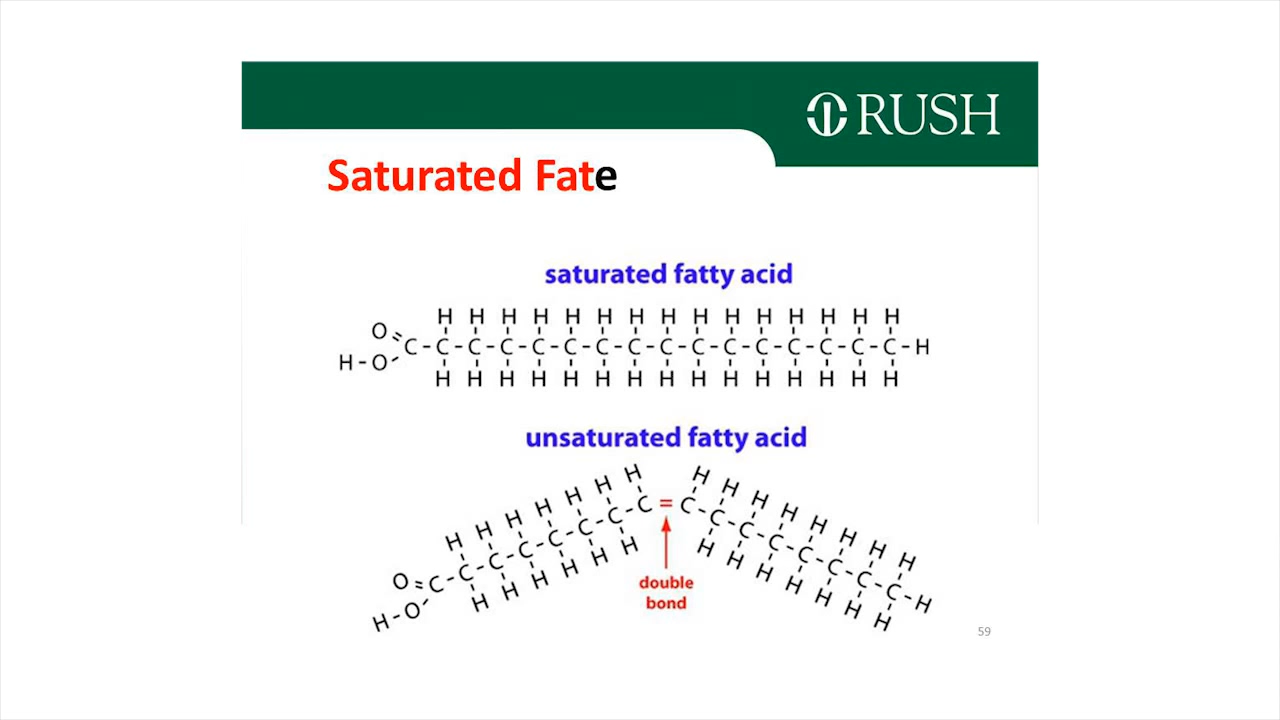 RUSH
Saturated Fate
saturated fatty acid
H H H H H H H H H H H H H H H
O
C-C-C-C-C-C-C-C-C-C-C-C-C-C-C-C-H
H-O
H H H H H H H H H H H H H H H
unsaturated fatty acid
H H H H H H H H H H H H H H H
O
C-C-C-C-C-C-C-C=C-C-C-C-C-C-C-C-H
H-O
H H H H H H H H H H H H H
double
bond
59